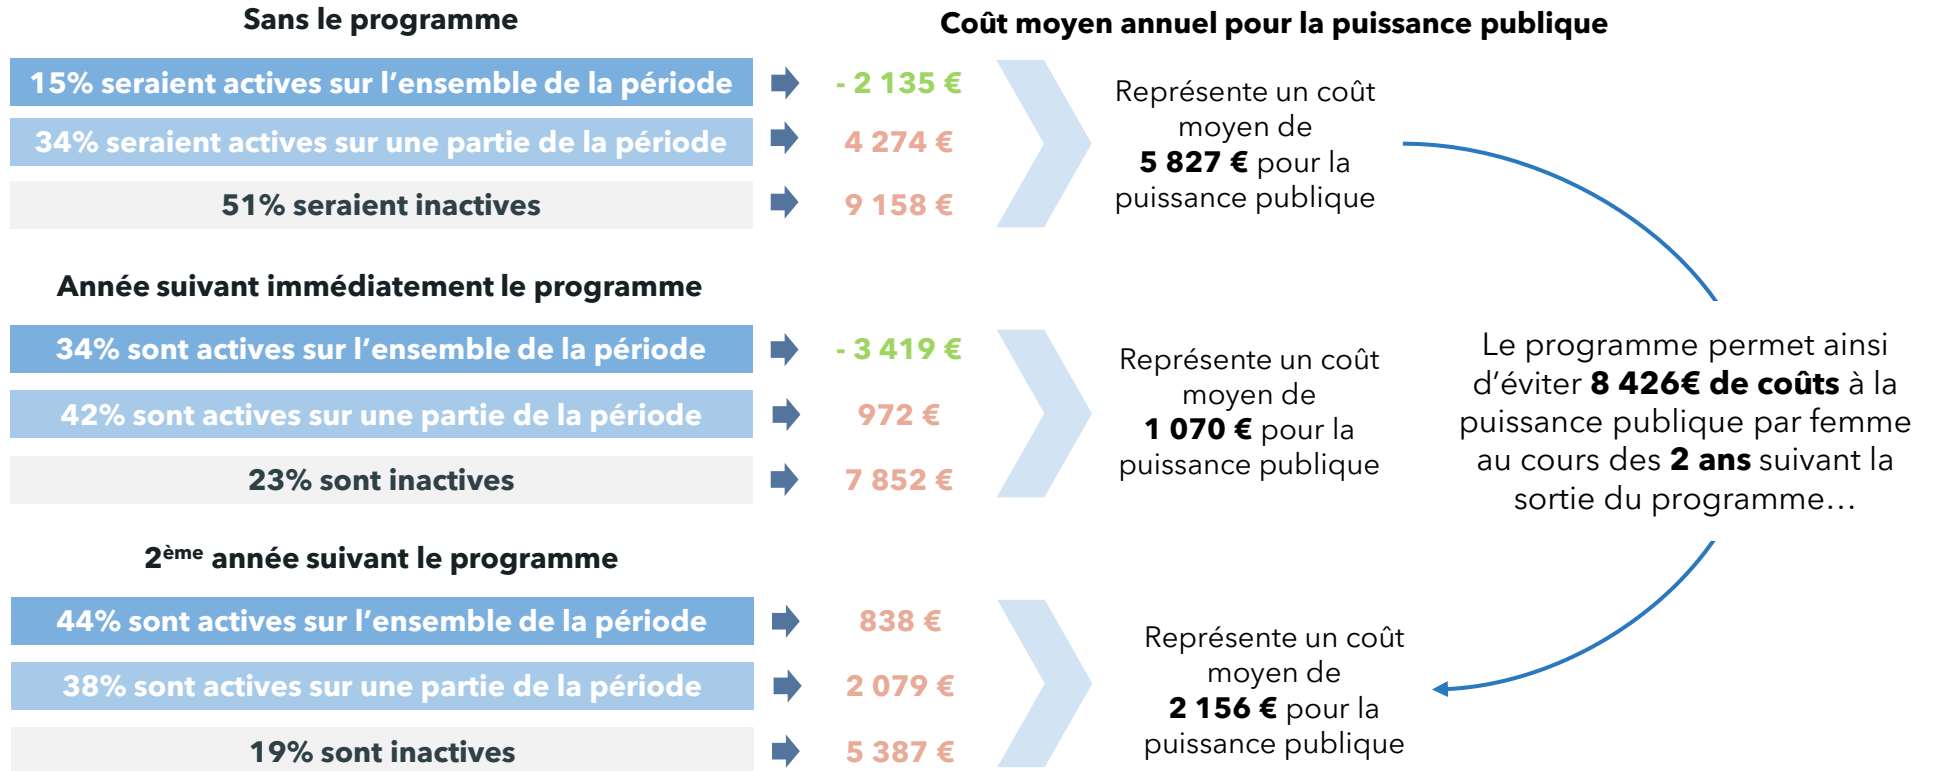 Sans le programme
Coût moyen annuel pour la puissance publique
15% seraient actives sur l’ensemble de la période
- 2 135 €
34% seraient actives sur une partie de la période
4 274 €
51% seraient inactives
9 158 €
Représente un coût
moyen de
5 827 € pour la
puissance publique
Année suivant immédiatement le programme
34% sont actives sur l’ensemble de la période
- 3 419 €
42% sont actives sur une partie de la période
972 €
23% sont inactives
7 852 €
Représente un coût
moyen de
1 070 € pour la
puissance publique
Le programme permet ainsi
d’éviter 8 426€ de coûts à la
puissance publique par femme
au cours des 2 ans suivant la
sortie du programme…
2ème année suivant le programme
44% sont actives sur l’ensemble de la période
838 €
38% sont actives sur une partie de la période
2 079 €
19% sont inactives
5 387 €
Représente un coût
moyen de
2 156 € pour la
puissance publique